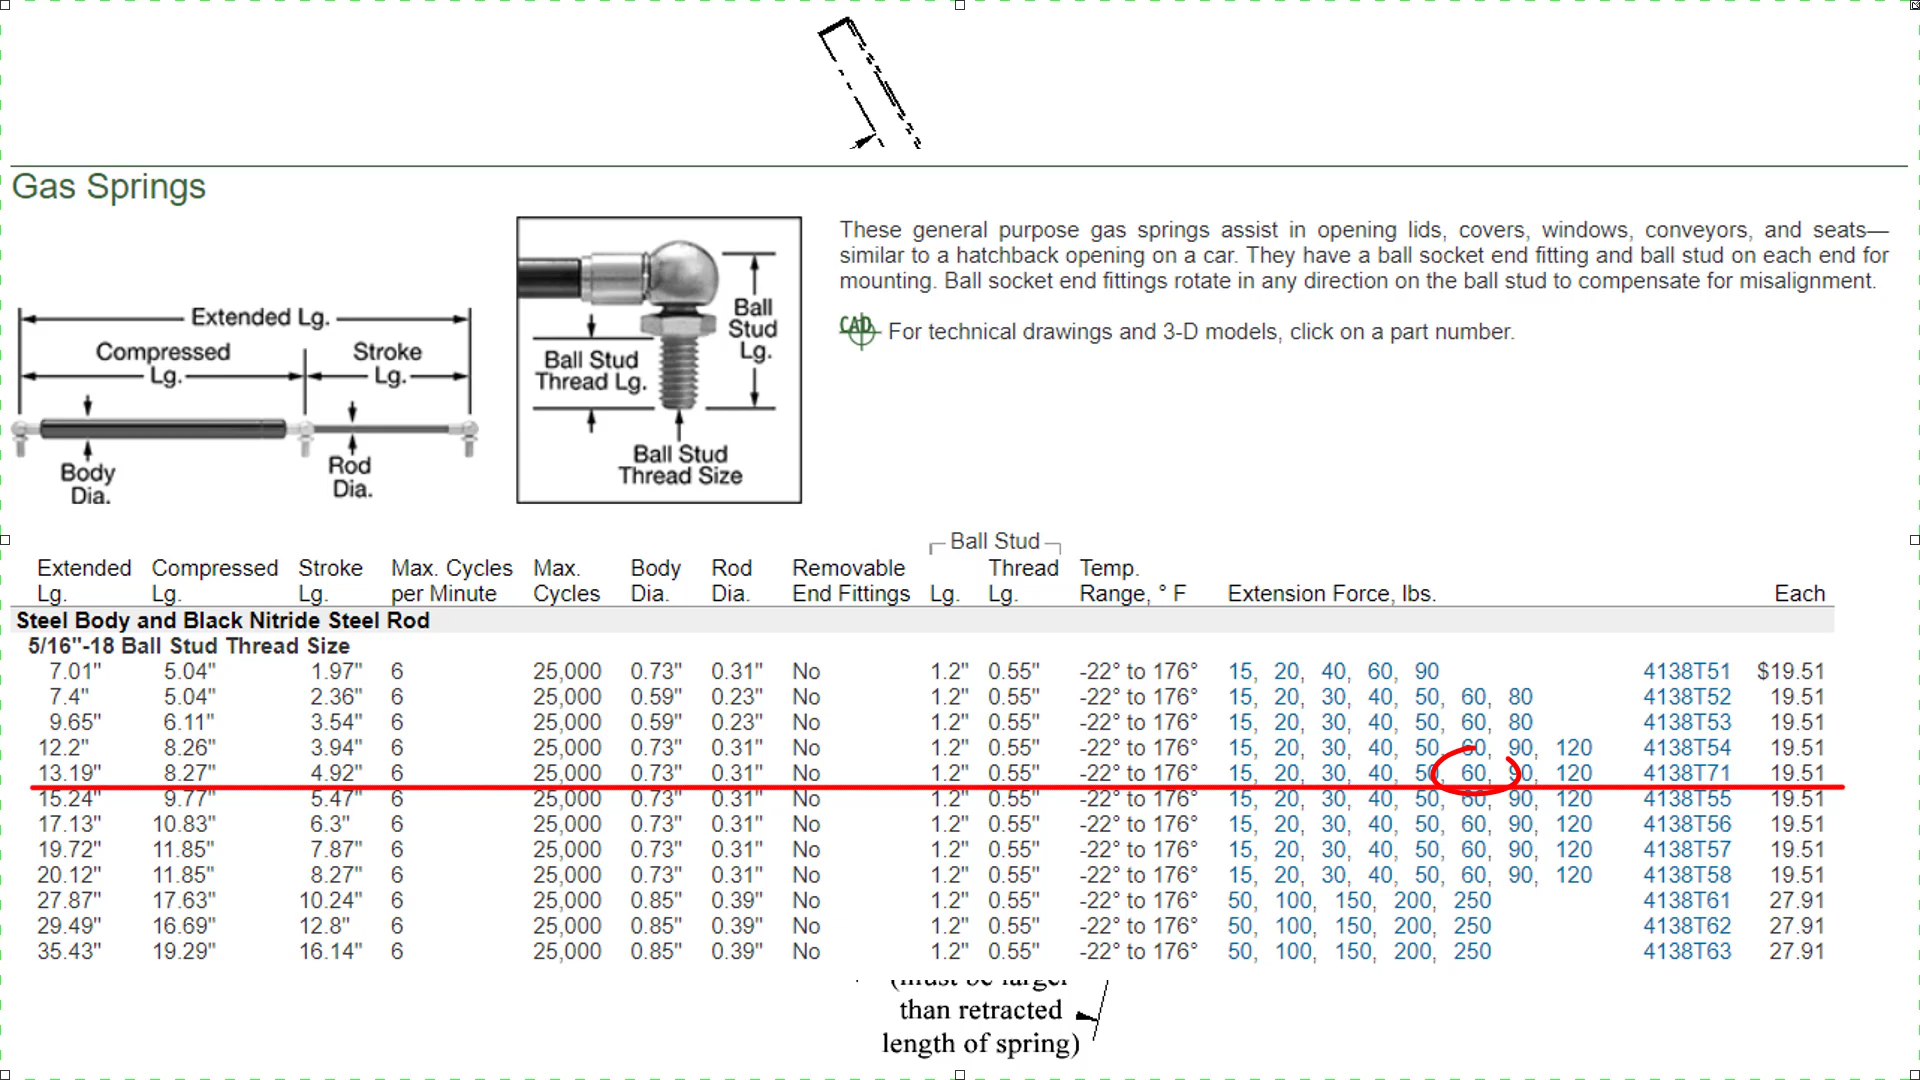 Gas Springs
Extended Lg.
Compressed
Lg.
Stroke
Lg.
Body
Dia.
Rod
Dia.
Ball
Stud
Lg.
Ball Stud
Thread Lg.
Ball Stud
Thread Size
These general purpose gas springs assist in opening lids, covers, windows, conveyors, and seats—
similar to a hatchback opening on a car. They have a ball socket end fitting and ball stud on each end for
mounting. Ball socket end fittings rotate in any direction on the ball stud to compensate for misalignment.
CAD For technical drawings and 3-D models, click on a part number.
Ball Stud
Extended Compressed Stroke Max. Cycles Max. Body Rod Removable Thread Temp.
Lg. Lg. Lg. per Minute Cycles Dia. Dia. End Fittings Lg. Lg. Range, ° F Extension Force, lbs. Each
Steel Body and Black Nitride Steel Rod
5/16"-18 Ball Stud Thread Size
7.01" 5.04" 1.97" 6 25,000 0.73" 0.31" No 1.2" 0.55" -22° to 176° 15, 20, 40, 60, 90 4138T51 $19.51
7.4" 5.04" 2.36" 6 25,000 0.59" 0.23" No 1.2" 0.55" -22° to 176° 15, 20, 30, 40, 50, 60, 80 4138T52 19.51
9.65" 6.11" 3.54" 6 25,000 0.59" 0.23" No 1.2" 0.55" -22° to 176° 15, 20, 30, 40, 50, 60, 80 4138T53 19.51
12.2" 8.26" 3.94" 6 25,000 0.73" 0.31" No 1.2" 0.55" -22° to 176° 15, 20, 30, 40, 50, 60, 90, 120 4138T54 19.51
13.19" 8.27" 4.92" 6 25,000 0.73" 0.31" No 1.2" 0.55" -22° to 176° 15, 20, 30, 40, 50, 60, 90, 120 4138T71 19.51
15.24" 9.77" 5.47" 6 25,000 0.73" 0.31" No 1.2" 0.55" -22° to 176° 15, 20, 30, 40, 50, 60, 90, 120 4138T55 19.51
17.13" 10.83" 6.3" 6 25,000 0.73" 0.31" No 1.2" 0.55" -22° to 176° 15, 20, 30, 40, 50, 60, 90, 120 4138T56 19.51
19.72" 11.85" 7.87" 6 25,000 0.73" 0.31" No 1.2" 0.55" -22° to 176° 15, 20, 30, 40, 50, 60, 90, 120 4138T57 19.51
20.12" 11.85" 8.27" 6 25,000 0.73" 0.31" No 1.2" 0.55" -22° to 176° 15, 20, 30, 40, 50, 60, 90, 120 4138T58 19.51
27.87" 17.63" 10.24" 6 25,000 0.85" 0.39" No 1.2" 0.55" -22° to 176° 50, 100, 150, 200, 250 4138T61 27.91
29.49" 16.69" 12.8" 6 25,000 0.85" 0.39" No 1.2" 0.55" -22° to 176° 50, 100, 150, 200, 250 4138T62 27.91
35.43" 19.29" 16.14" 6 25,000 0.85" 0.39" No 1.2" 0.55" -22° to 176° 50, 100, 150, 200, 250 4138T63 27.91
(must be larger
than retracted
length of spring)